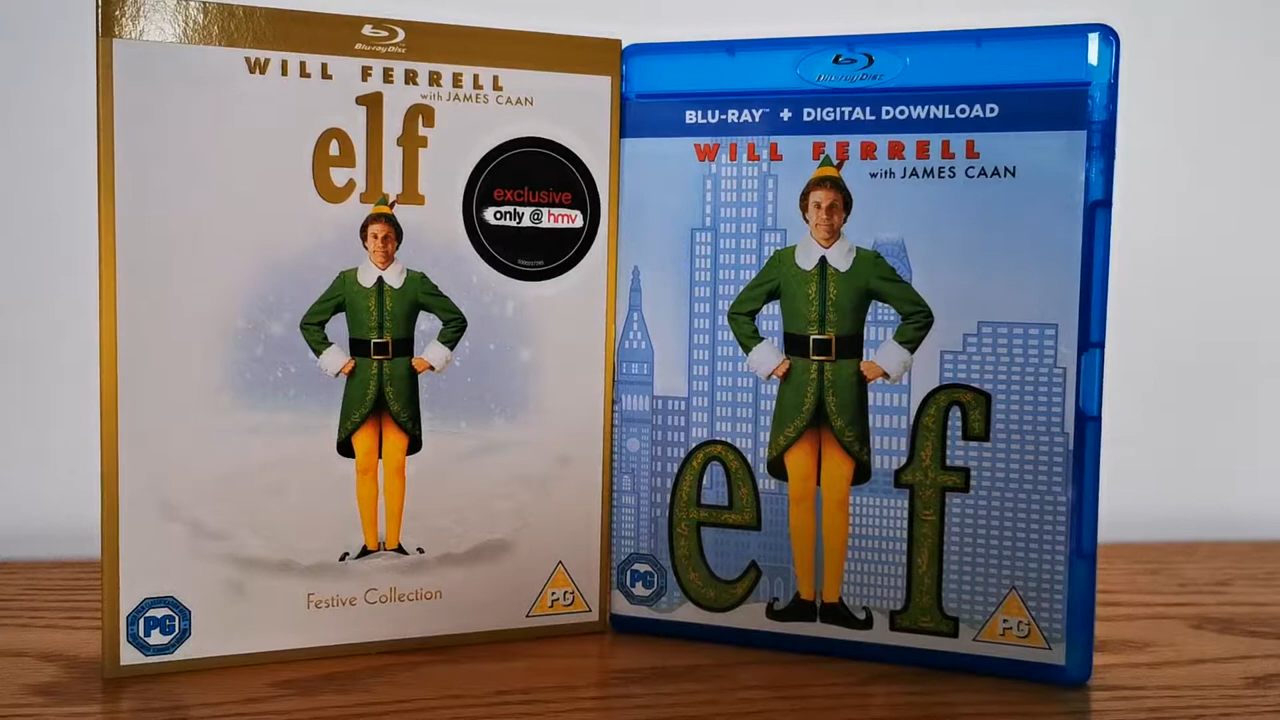 Blu-ray Disc
WILL FERRELL
with JAMES CAAN
elf
exclusive
only @ hmv
Festive Collection
PG
PG
Blu-ray Disc
BLU-RAY™ + DIGITAL DOWNLOAD
WILL FERRELL
with JAMES CAAN
elf
PG
PG